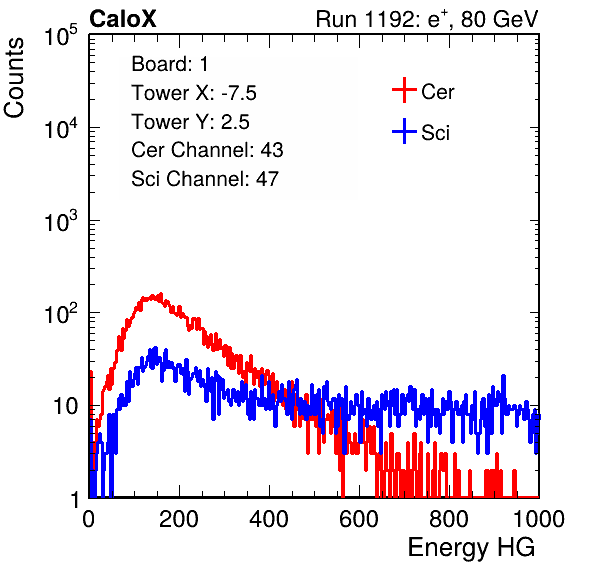 CaloX Run 1192: e+, 80 GeV
Board: 1
Tower X: -7.5
Tower Y: 2.5
Cer Channel: 43
Sci Channel: 47
Cer
Sci
Counts
10^5
10^4
10^3
10^2
10
1
0 200 400 600 800 1000
Energy HG